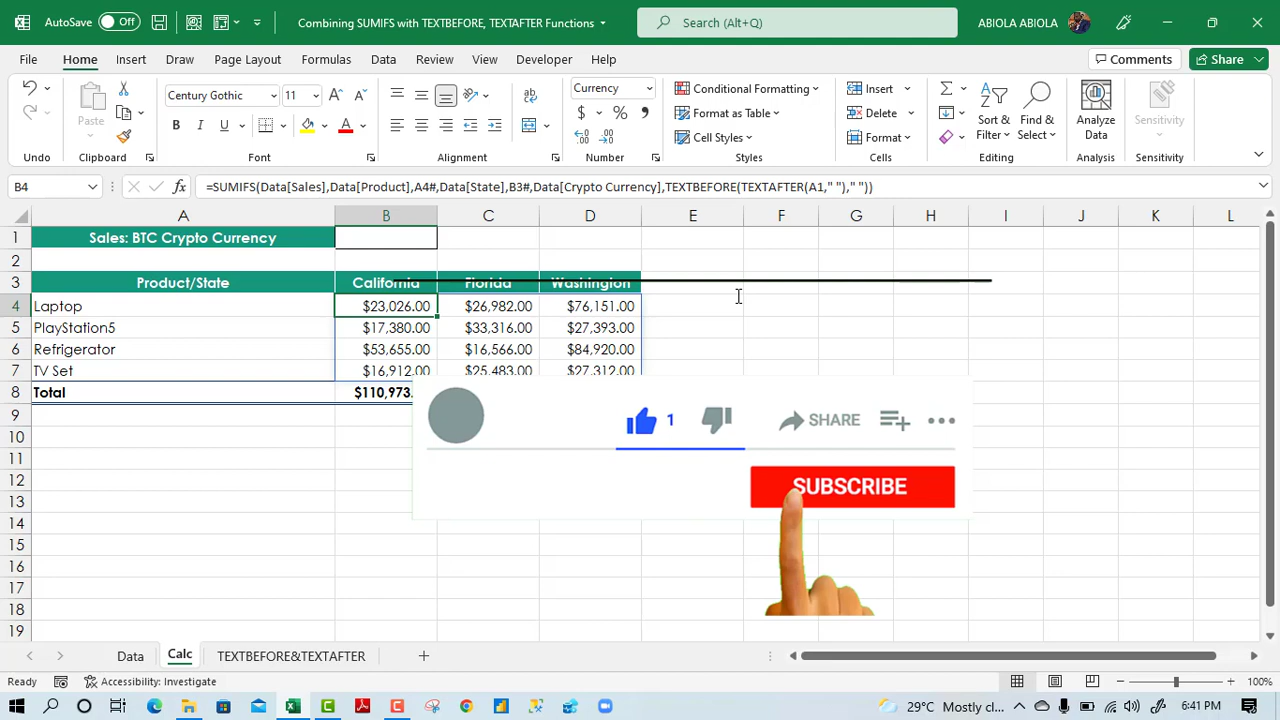 AutoSave Off Combining SUMIFS with TEXTBEFORE, TEXTAFTER Functions Search (Alt+Q) ABIOLA ABIOLA
File Home Insert Draw Page Layout Formulas Data Review View Developer Help Comments Share
Century Gothic 11 Currency Conditional Formatting Insert
Paste Format as Table Delete Sort & Filter Find & Select Analyze Data Sensitivity
B I U A $ % Cell Styles Format
Undo Clipboard Font Alignment Number Styles Cells Editing Analysis Sensitivity
B4 fx =SUMIFS(Data[Sales],Data[Product],A4#,Data[State],B3#,Data[Crypto Currency],TEXTBEFORE(TEXTAFTER(A1," ")," "))
A B C D E F G H I J K L
1 Sales: BTC Crypto Currency
2
3 Product/State California Florida Washington
4 Laptop $23,026.00 $26,982.00 $76,151.00
5 PlayStation5 $17,380.00 $33,316.00 $27,393.00
6 Refrigerator $53,655.00 $16,566.00 $84,920.00
7 TV Set $16,912.00 $25,483.00 $27,312.00
8 Total $110,973.
9
10
11
12
13
14
15
16
17
18
19
1 SHARE
SUBSCRIBE
Data Calc TEXTBEFORE&TEXTAFTER
Ready Accessibility: Investigate 100%
29°C Mostly cl... 6:41 PM